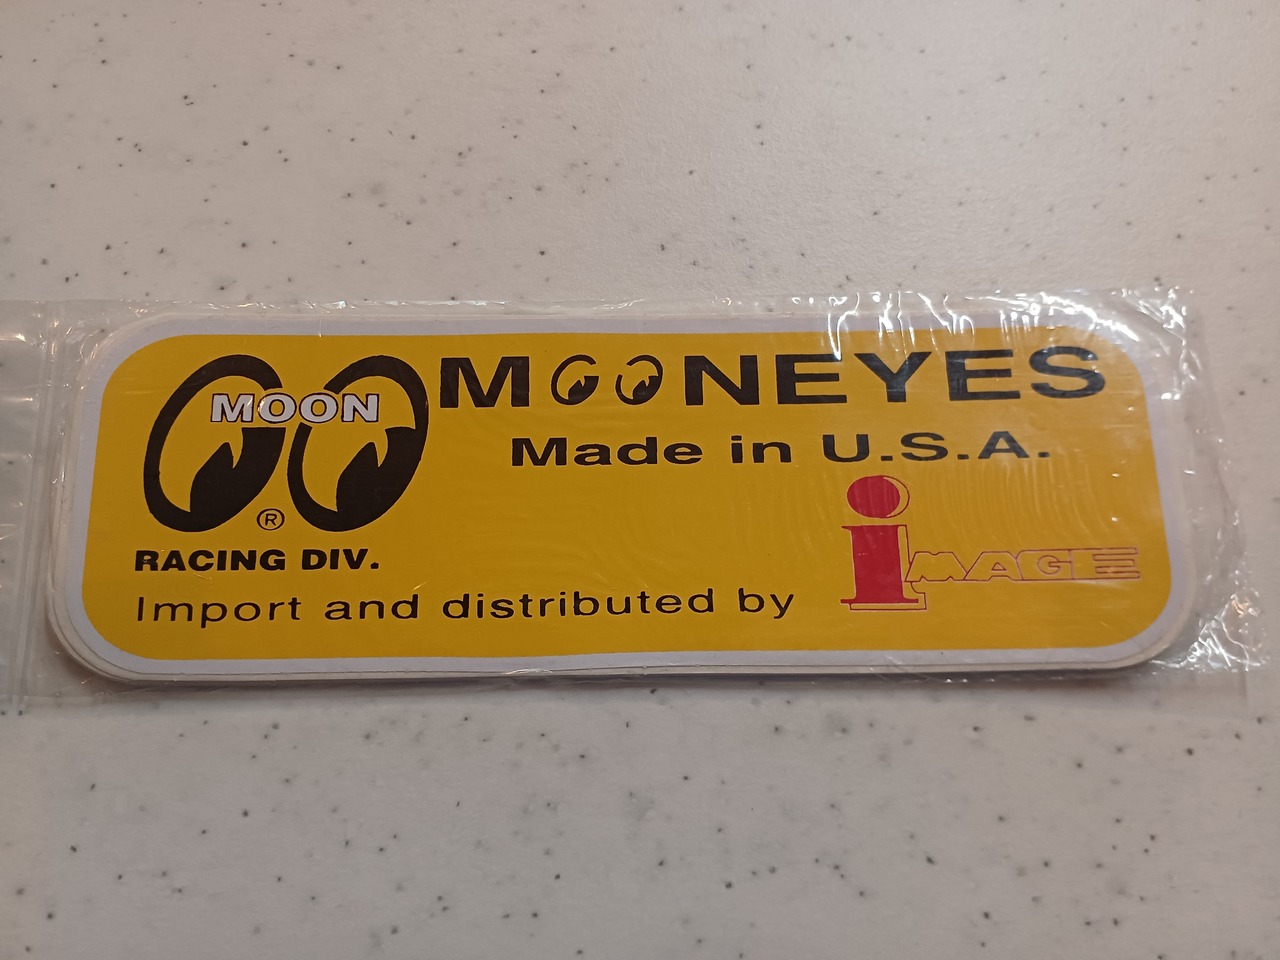 MOON
®
RACING DIV.
MOONEYES
Made in U.S.A.
Import and distributed by
iMAGE